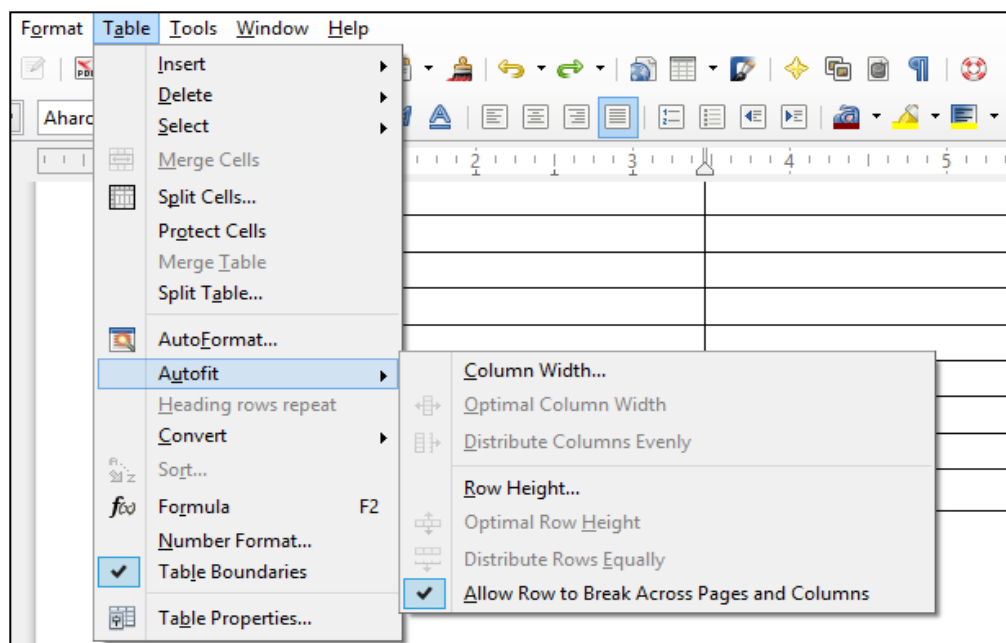 Format Table Tools Window Help
Insert
Delete
Select
Merge Cells
Split Cells...
Protect Cells
Merge Table
Split Table...
AutoFormat...
Autofit
Heading rows repeat
Convert
Sort...
Formula F2
Number Format...
Table Boundaries
Table Properties...
PDF
Aharo
2 3 4 5
Column Width...
Optimal Column Width
Distribute Columns Evenly
Row Height...
Optimal Row Height
Distribute Rows Equally
Allow Row to Break Across Pages and Columns